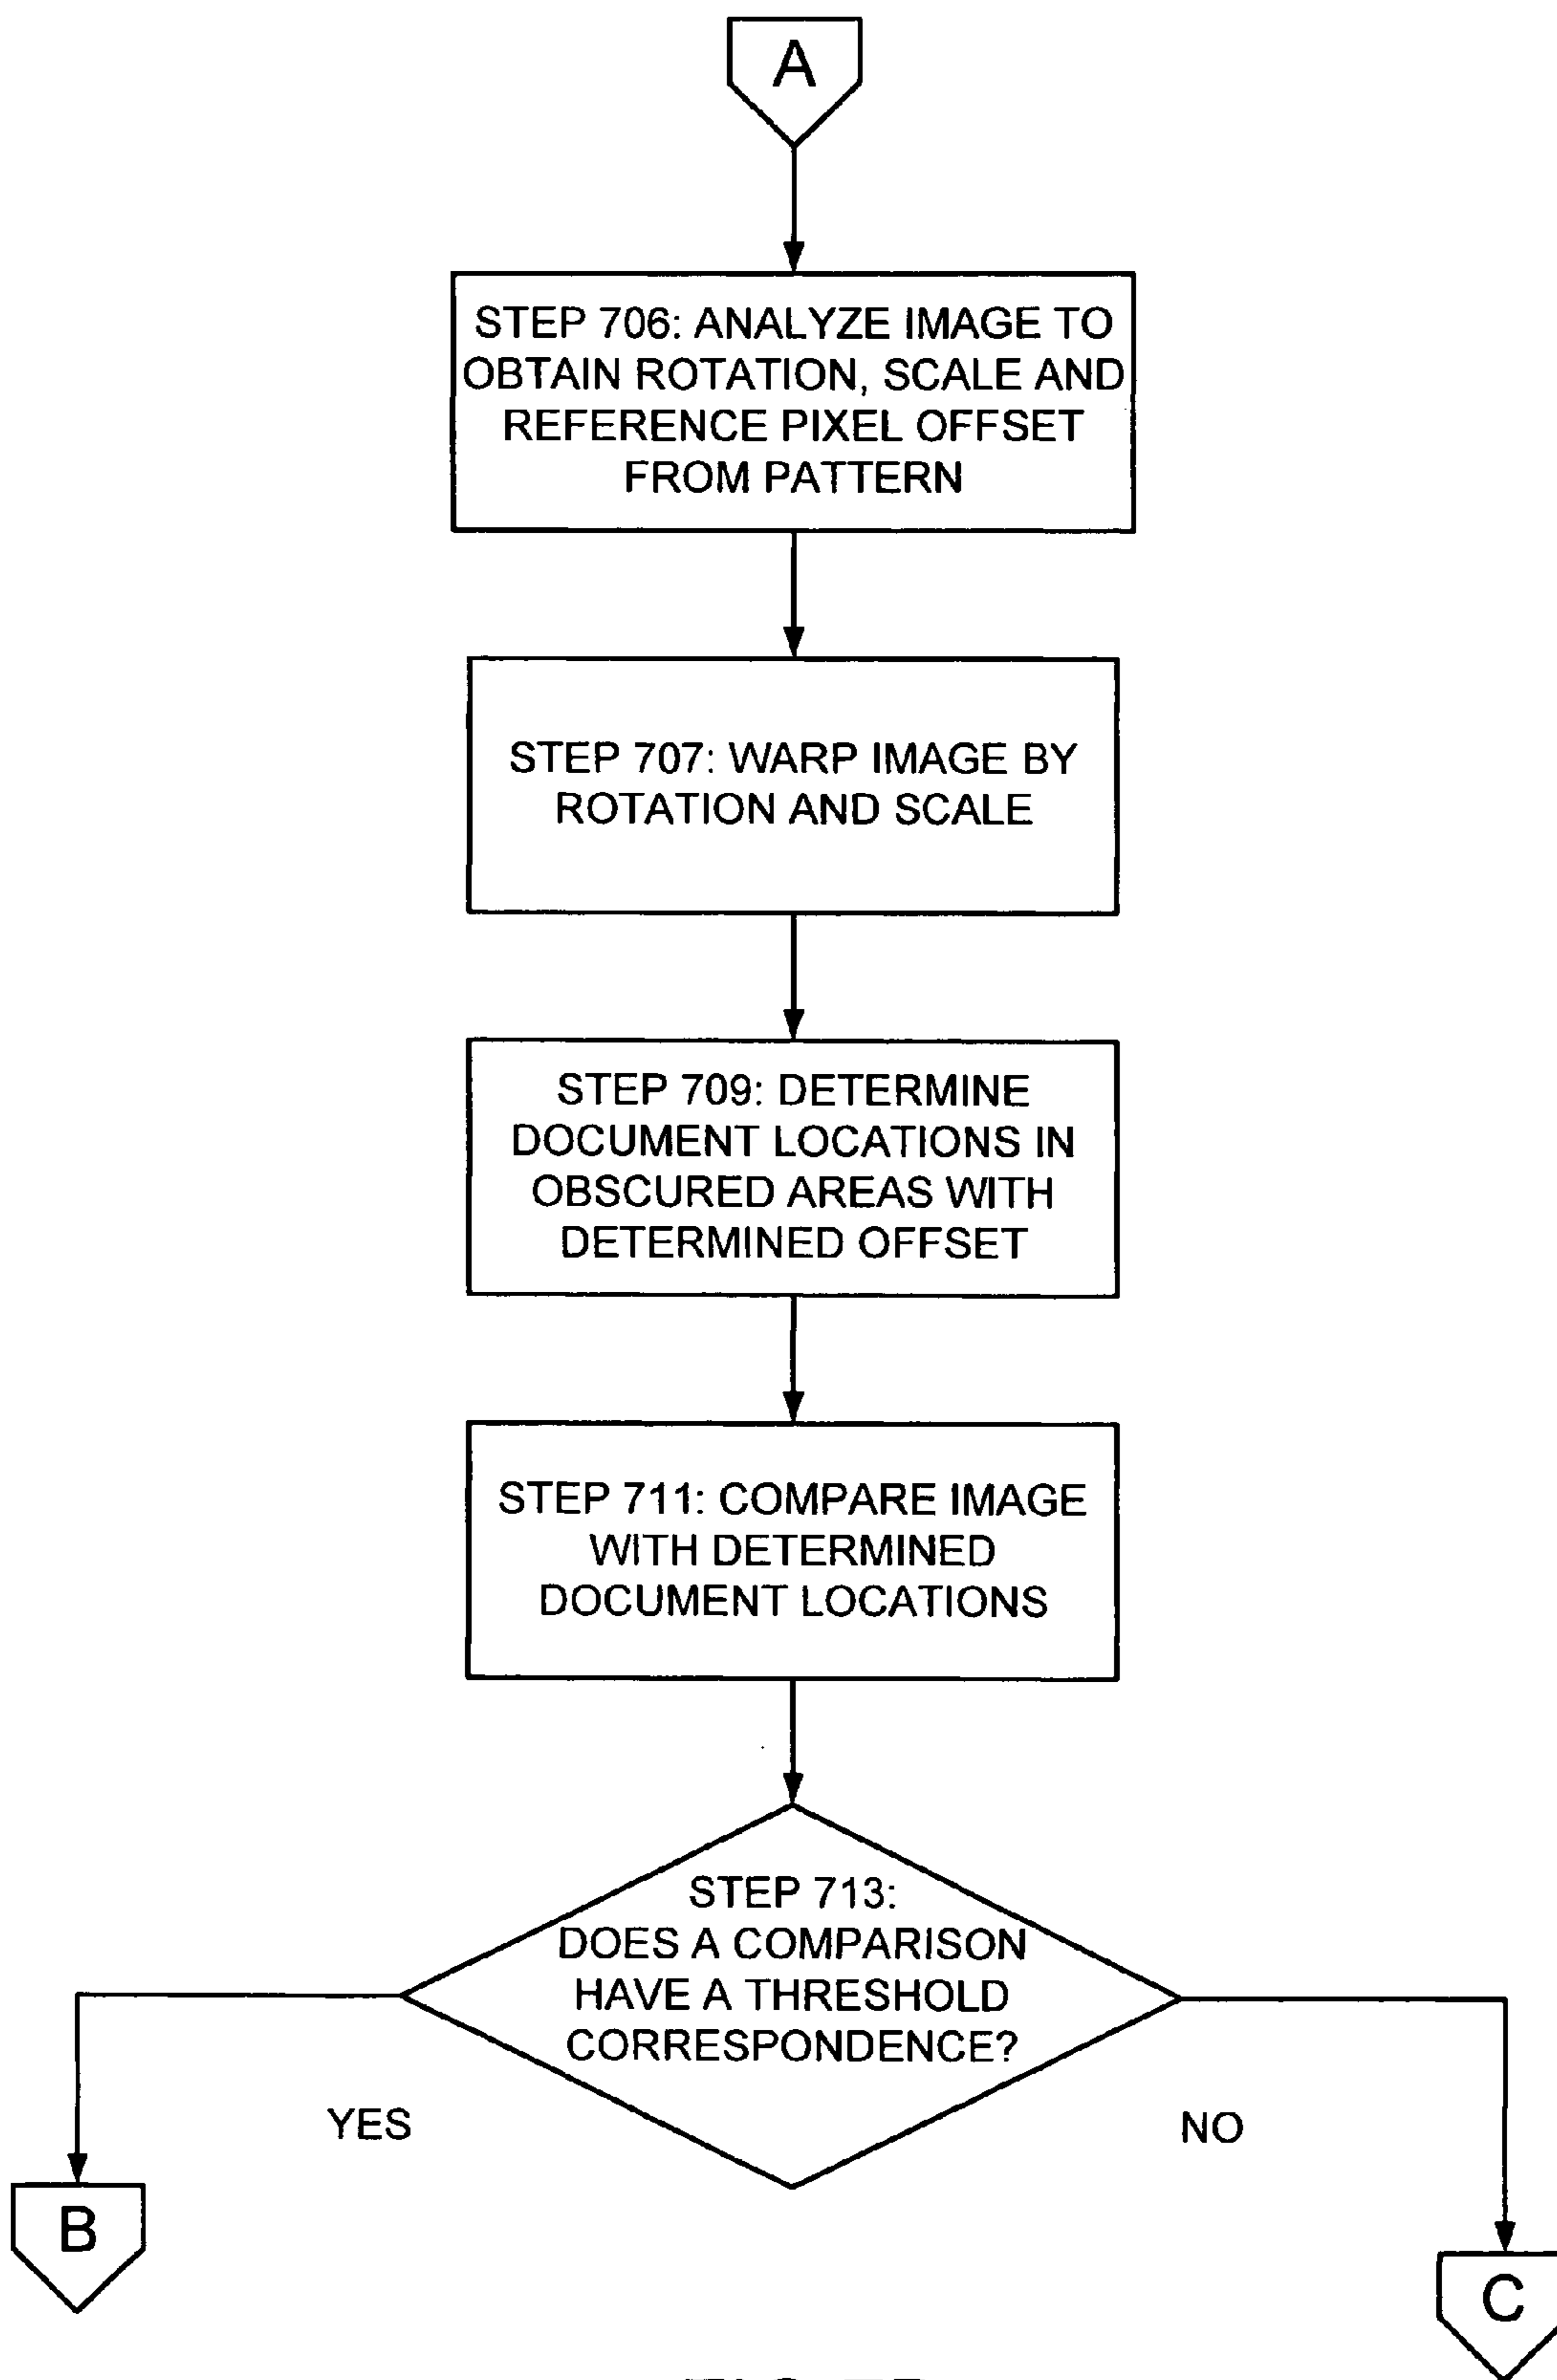 A
STEP 706: ANALYZE IMAGE TO
OBTAIN ROTATION, SCALE AND
REFERENCE PIXEL OFFSET
FROM PATTERN
STEP 707: WARP IMAGE BY
ROTATION AND SCALE
STEP 709: DETERMINE
DOCUMENT LOCATIONS IN
OBSCURED AREAS WITH
DETERMINED OFFSET
STEP 711: COMPARE IMAGE
WITH DETERMINED
DOCUMENT LOCATIONS
STEP 713:
DOES A COMPARISON
HAVE A THRESHOLD
CORRESPONDENCE?
YES
NO
B
C